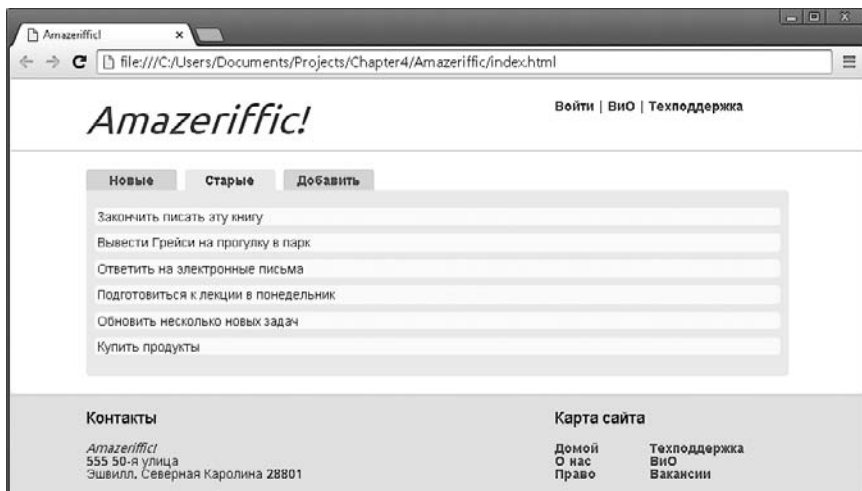 Amazeriffic!
file:///C:/Users/Documents/Projects/Chapter4/Amazeriffic/index.html
Amazeriffic!
Войти | ВиО | Техподдержка
Новые Старые Добавить
Закончить писать эту книгу
Вывести Грейси на прогулку в парк
Ответить на электронные письма
Подготовиться к лекции в понедельник
Обновить несколько новых задач
Купить продукты
Контакты
Amazeriffic!
555 50-я улица
Эшвилл, Северная Каролина 28801
Карта сайта
Домой Техподдержка
О нас ВиО
Право Вакансии